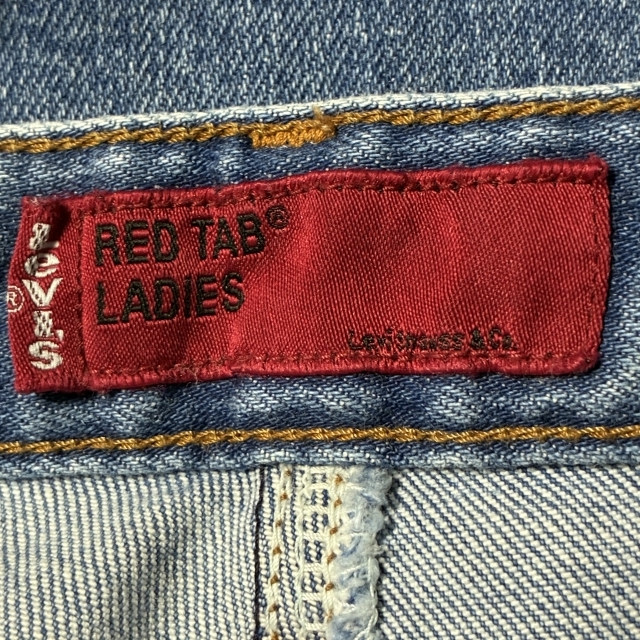 LeVI'S
®
RED TAB®
LADIES
Levi Strauss & Co.